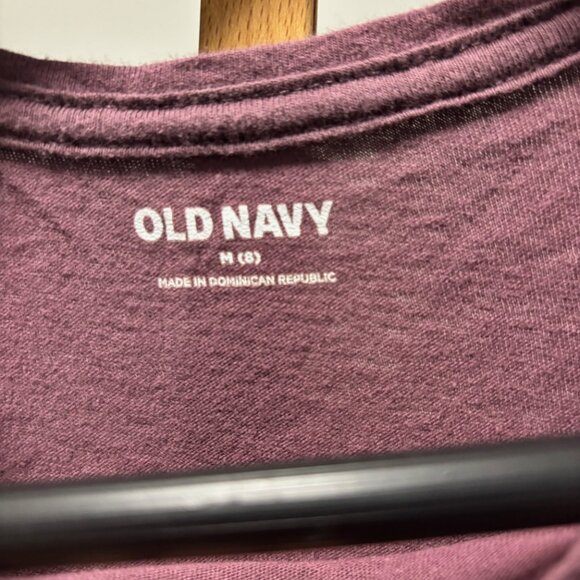 OLD NAVY
M (8)
MADE IN DOMINICAN REPUBLIC